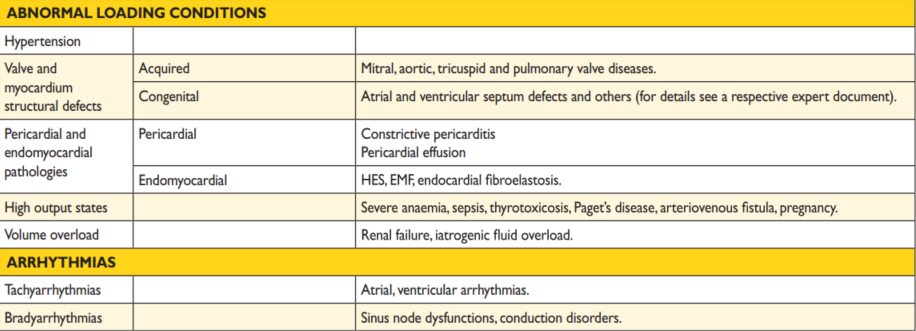 ABNORMAL LOADING CONDITIONS
Hypertension
Valve and
myocardium
structural defects
Acquired
Mitral, aortic, tricuspid and pulmonary valve diseases.
Congenital
Atrial and ventricular septum defects and others (for details see a respective expert document).
Pericardial and
endomyocardial
pathologies
Pericardial
Constrictive pericarditis
Pericardial effusion
Endomyocardial
HES, EMF, endocardial fibroelastosis.
High output states
Severe anaemia, sepsis, thyrotoxicosis, Paget's disease, arteriovenous fistula, pregnancy.
Volume overload
Renal failure, iatrogenic fluid overload.
ARRHYTHMIAS
Tachyarrhythmias
Atrial, ventricular arrhythmias.
Bradyarrhythmias
Sinus node dysfunctions, conduction disorders.